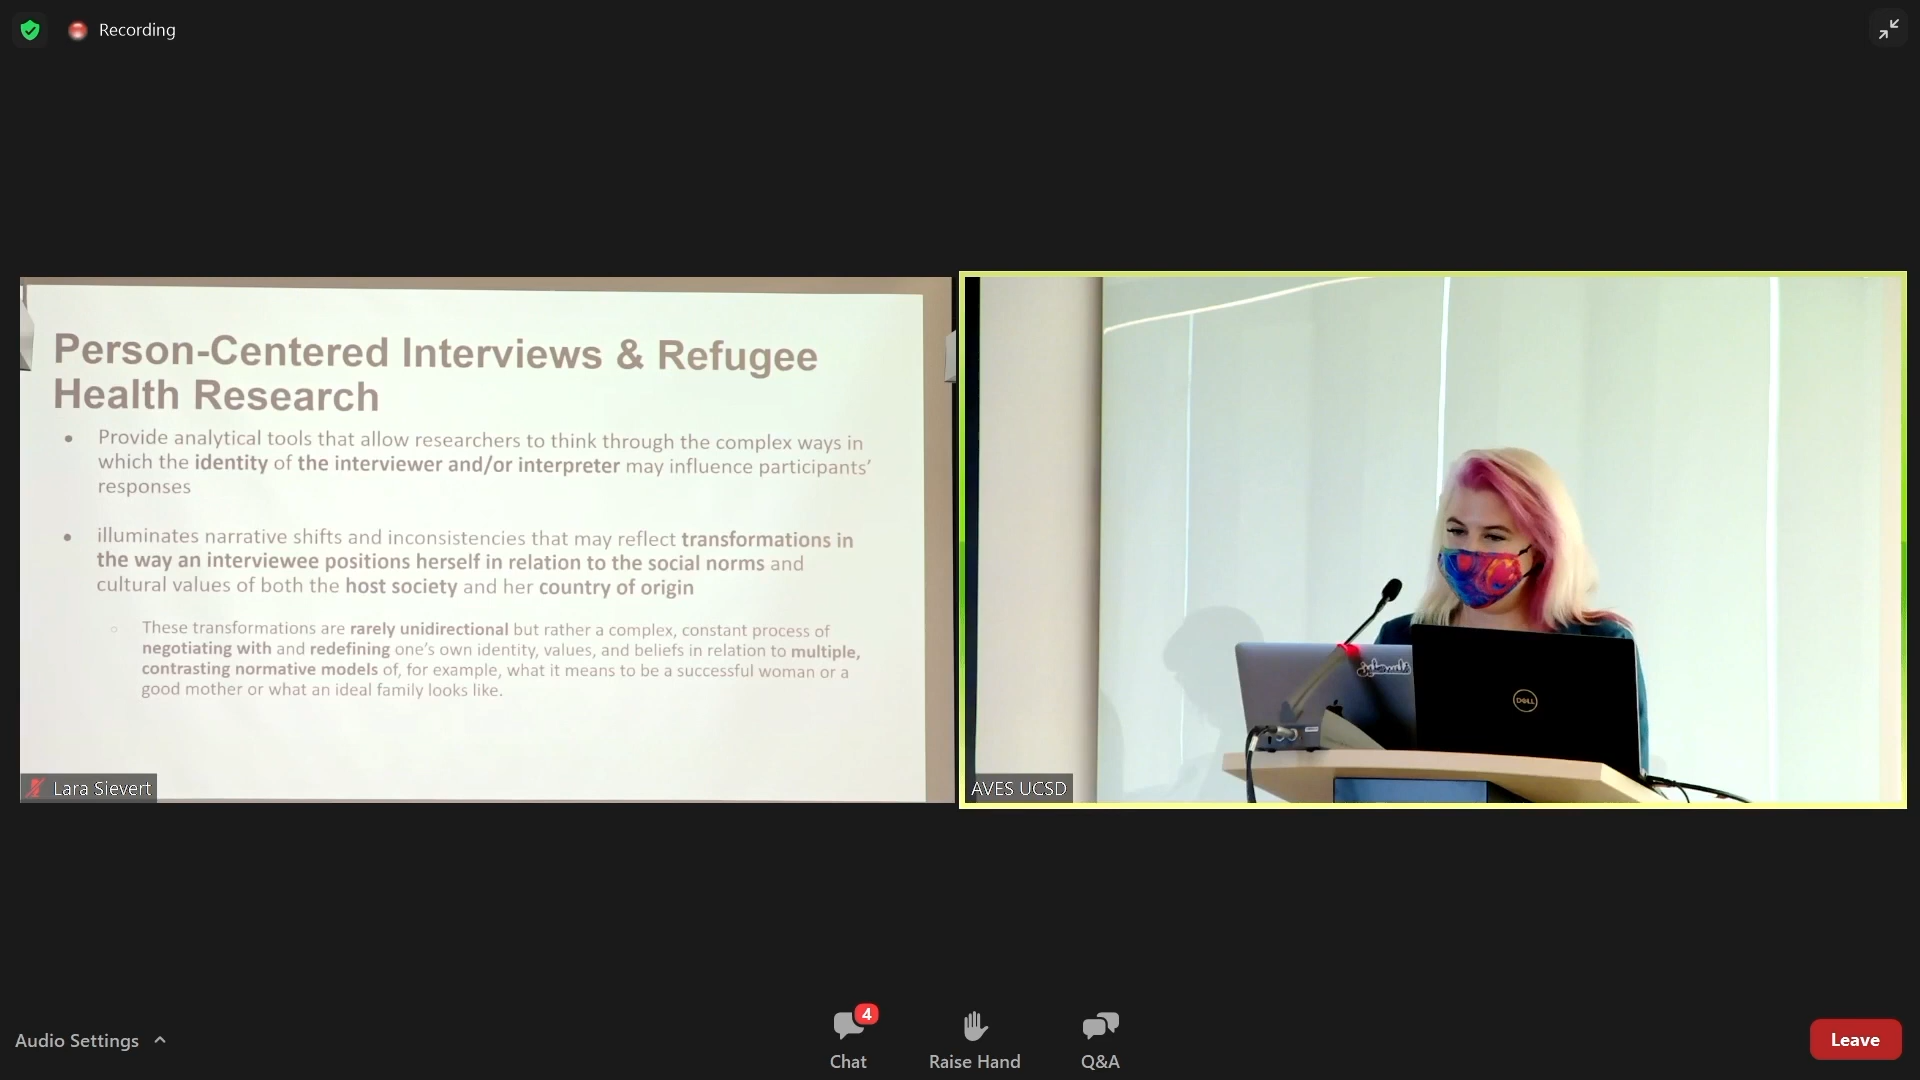 Recording
Person-Centered Interviews & Refugee
Health Research
• Provide analytical tools that allow researchers to think through the complex ways in
which the identity of the interviewer and/or interpreter may influence participants’
responses
• illuminates narrative shifts and inconsistencies that may reflect transformations in
the way an interviewee positions herself in relation to the social norms and
cultural values of both the host society and her country of origin
○ These transformations are rarely unidirectional but rather a complex, constant process of
negotiating with and redefining one’s own identity, values, and beliefs in relation to multiple,
contrasting normative models of, for example, what it means to be a successful woman or a
good mother or what an ideal family looks like.
Lara Sievert
فلسطين
DELL
AVES UCSD
Audio Settings
4
Chat
Raise Hand
Q&A
Leave